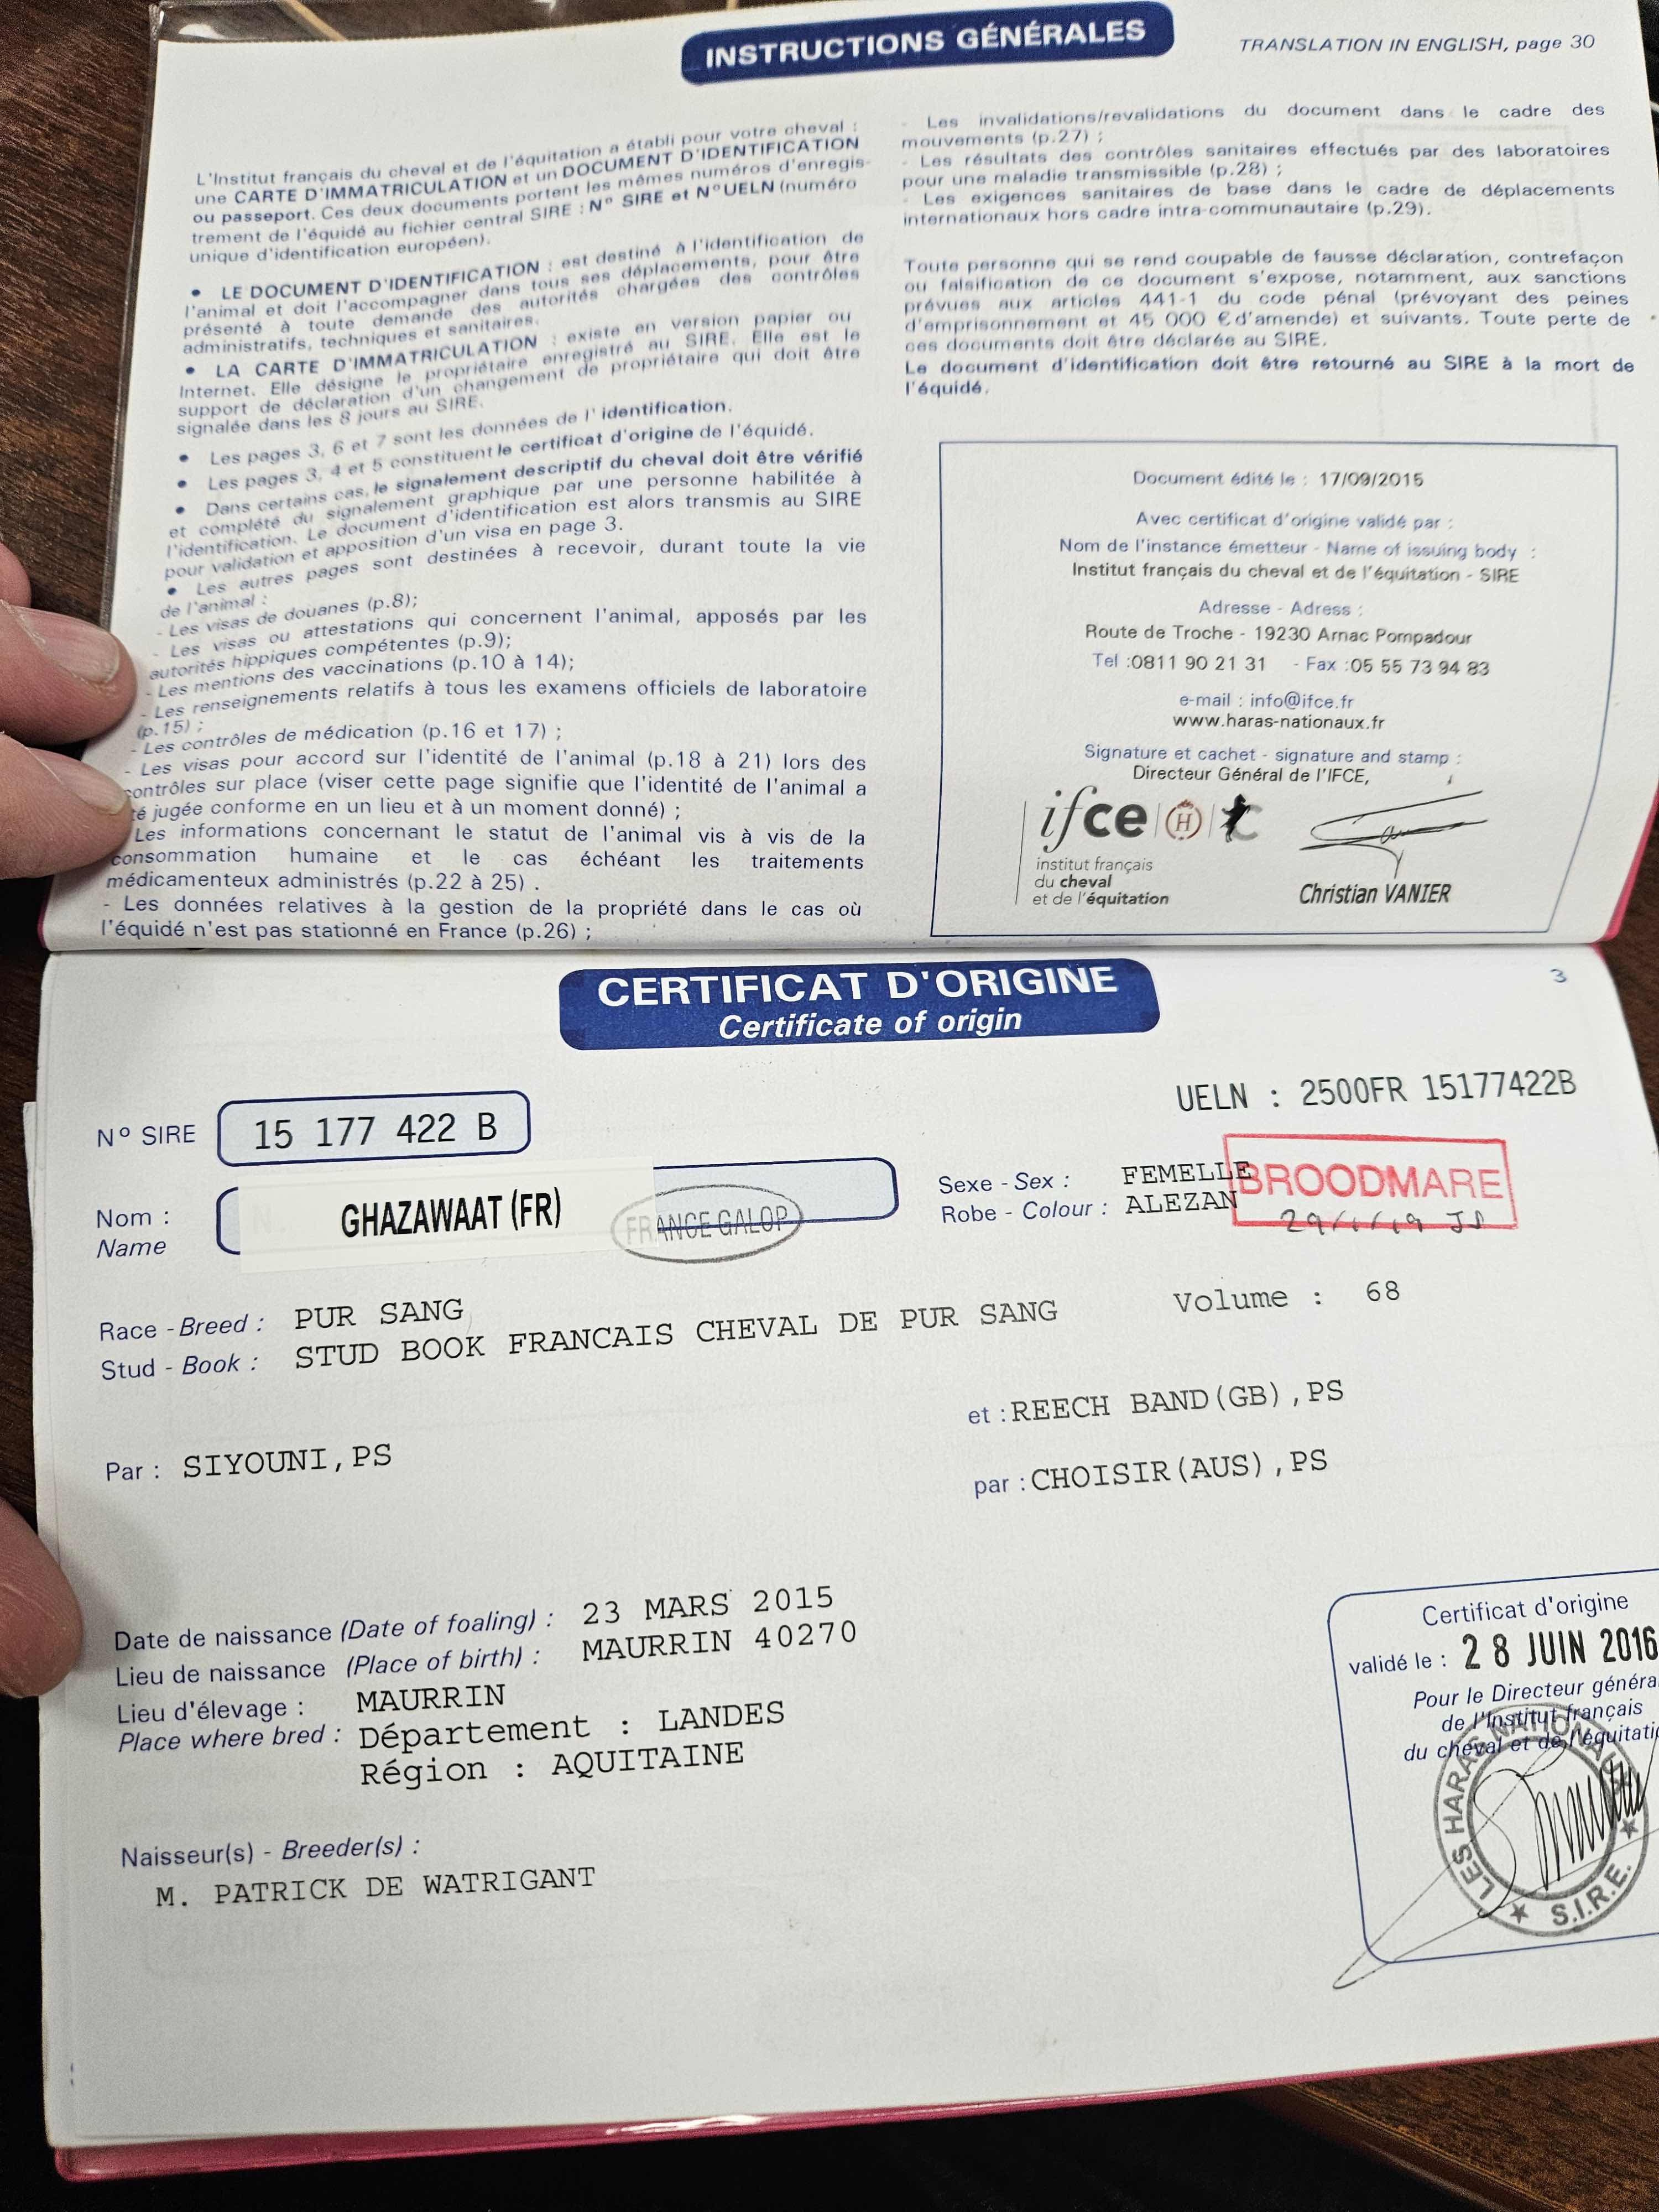 INSTRUCTIONS GÉNÉRALES
TRANSLATION IN ENGLISH, page 30
L'Institut français du cheval et de l'équitation a établi pour votre cheval :
une CARTE D'IMMATRICULATION et un DOCUMENT D'IDENTIFICATION
ou passeport. Ces deux documents portent les mêmes numéros d'enregis-
trement de l'équidé au fichier central SIRE : N° SIRE et N°UELN (numéro
unique d'identification européen).
• LE DOCUMENT D'IDENTIFICATION : est destiné à l'identification de
l'animal et doit l'accompagner dans tous ses déplacements, pour être
présenté à toute demande des autorités chargées des contrôles
administratifs, techniques et sanitaires.
• LA CARTE D'IMMATRICULATION : existe en version papier ou
Internet. Elle désigne le propriétaire enregistré au SIRE. Elle est le
support de déclaration d'un changement de propriétaire qui doit être
signalée dans les 8 jours au SIRE.
• Les pages 3, 6 et 7 sont les données de l'identification.
• Les pages 3, 4 et 5 constituent le certificat d'origine de l'équidé.
• Dans certains cas, le signalement descriptif du cheval doit être vérifié
et complété du signalement graphique par une personne habilitée à
l'identification. Le document d'identification est alors transmis au SIRE
pour validation et apposition d'un visa en page 3.
• Les autres pages sont destinées à recevoir, durant toute la vie
de l'animal :
- Les visas de douanes (p.8);
- Les visas ou attestations qui concernent l'animal, apposés par les
autorités hippiques compétentes (p.9);
- Les mentions des vaccinations (p.10 à 14);
- Les renseignements relatifs à tous les examens officiels de laboratoire
(p.15) ;
- Les contrôles de médication (p.16 et 17) ;
- Les visas pour accord sur l'identité de l'animal (p.18 à 21) lors des
contrôles sur place (viser cette page signifie que l'identité de l'animal a
té jugée conforme en un lieu et à un moment donné) ;
Les informations concernant le statut de l'animal vis à vis de la
consommation humaine et le cas échéant les traitements
médicamenteux administrés (p.22 à 25) .
- Les données relatives à la gestion de la propriété dans le cas où
l'équidé n'est pas stationné en France (p.26) ;
- Les invalidations/revalidations du document dans le cadre des
mouvements (p.27) ;
- Les résultats des contrôles sanitaires effectués par des laboratoires
pour une maladie transmissible (p.28) ;
- Les exigences sanitaires de base dans le cadre de déplacements
internationaux hors cadre intra-communautaire (p.29).
Toute personne qui se rend coupable de fausse déclaration, contrefaçon
ou falsification de ce document s'expose, notamment, aux sanctions
prévues aux articles 441-1 du code pénal (prévoyant des peines
d'emprisonnement et 45 000 € d'amende) et suivants. Toute perte de
ces documents doit être déclarée au SIRE.
Le document d'identification doit être retourné au SIRE à la mort de
l'équidé.
Document édité le : 17/09/2015
Avec certificat d'origine validé par :
Nom de l'instance émetteur - Name of issuing body :
Institut français du cheval et de l'équitation - SIRE
Adresse - Adress :
Route de Troche - 19230 Arnac Pompadour
Tel :0811 90 21 31 - Fax :05 55 73 94 83
e-mail : info@ifce.fr
www.haras-nationaux.fr
Signature et cachet - signature and stamp :
Directeur Général de l'IFCE,
ifce H
institut français
du cheval
et de l'équitation
Christian VANIER
CERTIFICAT D'ORIGINE
Certificate of origin
3
N° SIRE 15 177 422 B
UELN : 2500FR 15177422B
Nom : GHAZAWAAT (FR)
Name
FRANCE GALOP
Sexe - Sex : FEMELLE
Robe - Colour : ALEZAN
BROODMARE
JP
Race - Breed : PUR SANG
Stud - Book : STUD BOOK FRANCAIS CHEVAL DE PUR SANG
Volume : 68
Par : SIYOUNI,PS
et : REECH BAND(GB),PS
par : CHOISIR(AUS),PS
Date de naissance (Date of foaling) : 23 MARS 2015
Lieu de naissance (Place of birth) : MAURRIN 40270
Lieu d'élevage : MAURRIN
Place where bred : Département : LANDES
Région : AQUITAINE
Naisseur(s) - Breeder(s) :
M. PATRICK DE WATRIGANT
Certificat d'origine
validé le : 28 JUIN 2016
Pour le Directeur généra
de l'Institut français
du cheval et de l'équitati
LES HARAS NATIONAUX
★ S.I.R.E. ★